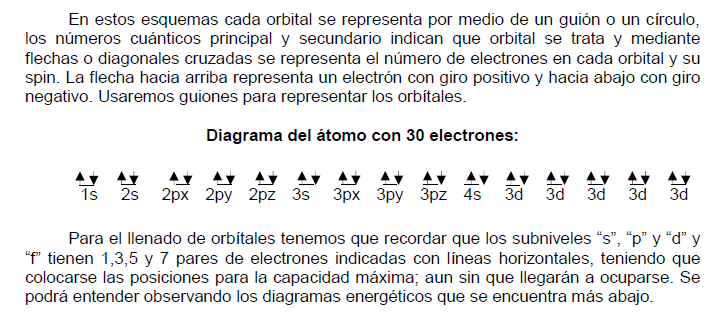 En estos esquemas cada orbital se representa por medio de un guión o un círculo,
los números cuánticos principal y secundario indican que orbital se trata y mediante
flechas o diagonales cruzadas se representa el número de electrones en cada orbital y su
spin. La flecha hacia arriba representa un electrón con giro positivo y hacia abajo con giro
negativo. Usaremos guiones para representar los orbítales.
Diagrama del átomo con 30 electrones:
1s 2s 2px 2py 2pz 3s 3px 3py 3pz 4s 3d 3d 3d 3d 3d
Para el llenado de orbítales tenemos que recordar que los subniveles “s”, “p” y “d” y
“f” tienen 1,3,5 y 7 pares de electrones indicadas con líneas horizontales, teniendo que
colocarse las posiciones para la capacidad máxima; aun sin que llegarán a ocuparse. Se
podrá entender observando los diagramas energéticos que se encuentra más abajo.